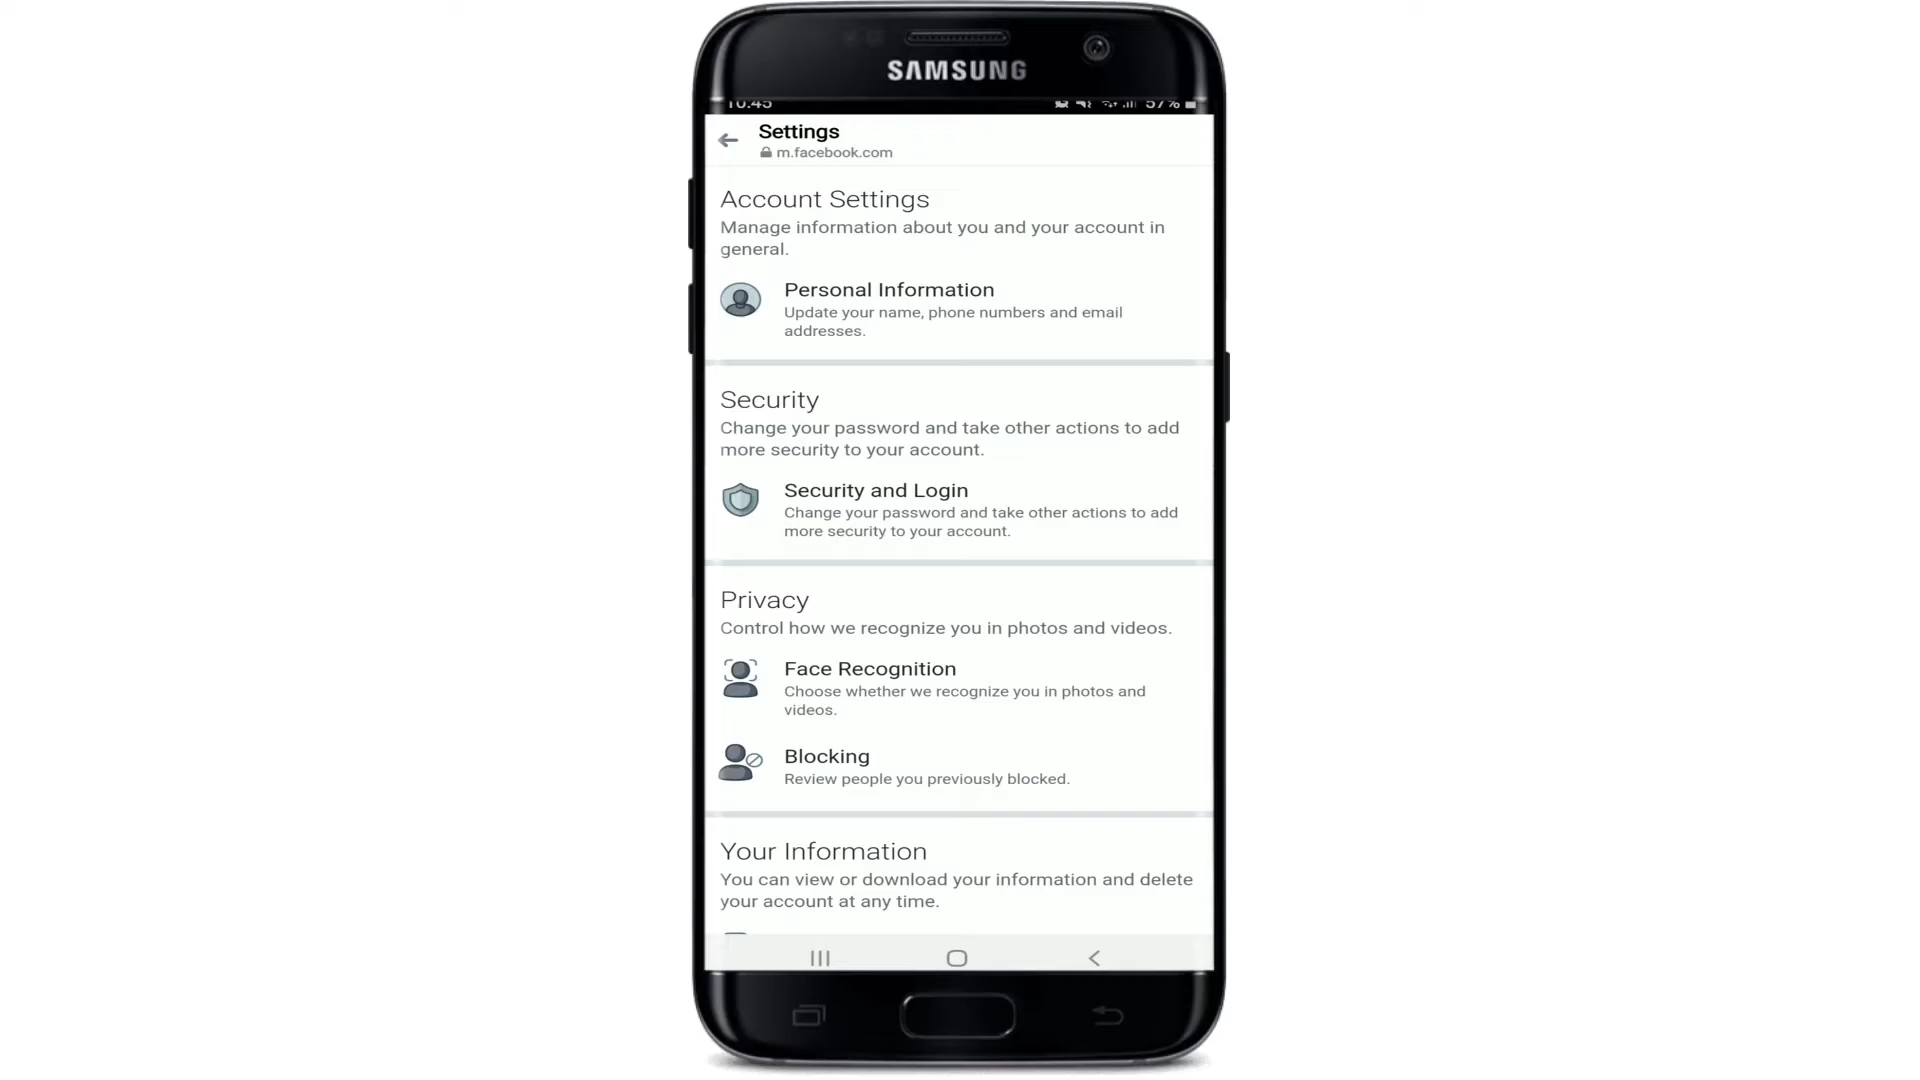 SAMSUNG
10:45 57%
Settings
m.facebook.com
Account Settings
Manage information about you and your account in
general.
Personal Information
Update your name, phone numbers and email
addresses.
Security
Change your password and take other actions to add
more security to your account.
Security and Login
Change your password and take other actions to add
more security to your account.
Privacy
Control how we recognize you in photos and videos.
Face Recognition
Choose whether we recognize you in photos and
videos.
Blocking
Review people you previously blocked.
Your Information
You can view or download your information and delete
your account at any time.